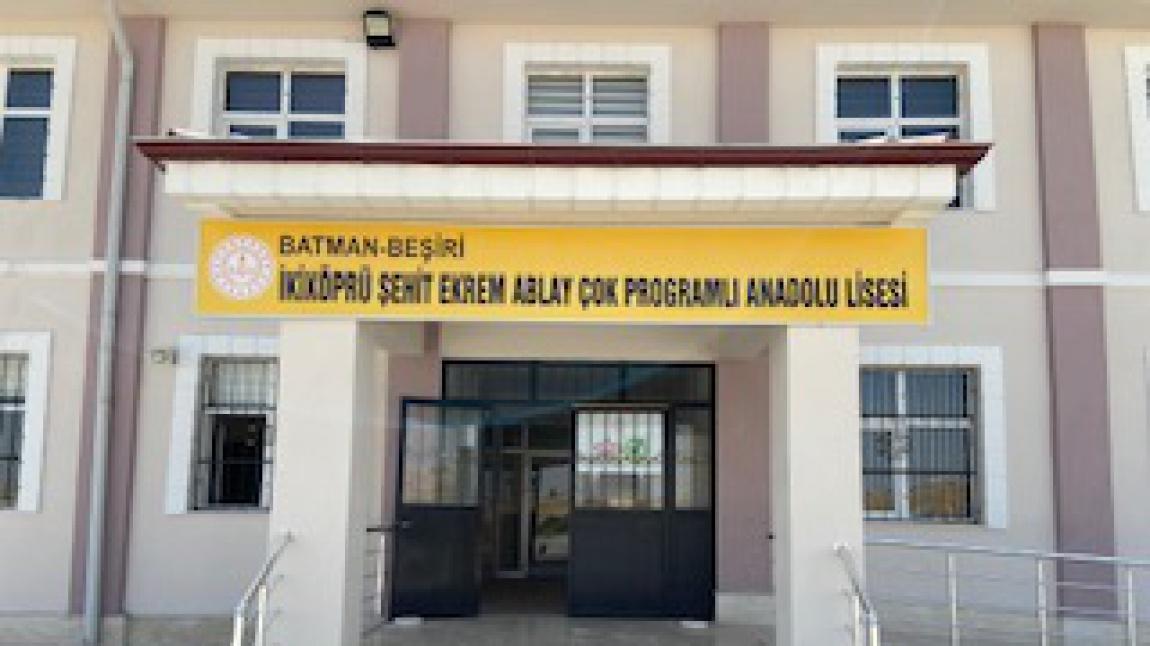 BATMAN-BEŞİRİ
İKİKÖPRÜ ŞEHİT EKREM ABLAY ÇOK PROGRAMLI ANADOLU LİSESİ